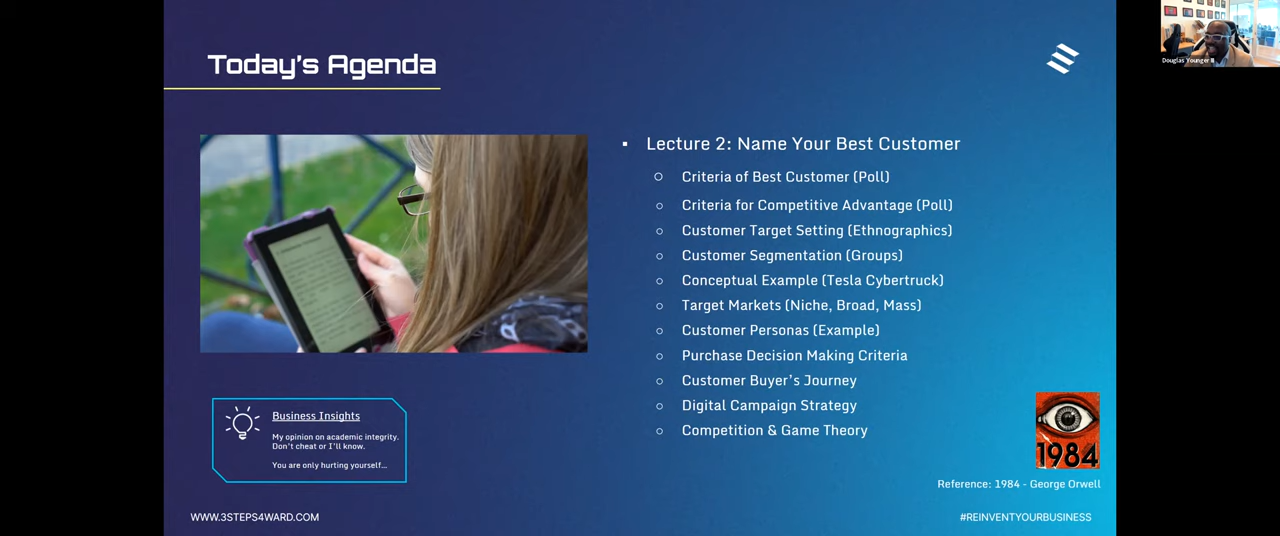 Today's Agenda
Douglas Younger II
▪ Lecture 2: Name Your Best Customer
○ Criteria of Best Customer (Poll)
○ Criteria for Competitive Advantage (Poll)
○ Customer Target Setting (Ethnographics)
○ Customer Segmentation (Groups)
○ Conceptual Example (Tesla Cybertruck)
○ Target Markets (Niche, Broad, Mass)
○ Customer Personas (Example)
○ Purchase Decision Making Criteria
○ Customer Buyer's Journey
○ Digital Campaign Strategy
○ Competition & Game Theory
Business Insights
My opinion on academic integrity.
Don't cheat or I'll know.
You are only hurting yourself...
1984
Reference: 1984 - George Orwell
WWW.3STEPS4WARD.COM
#REINVENTYOURBUSINESS